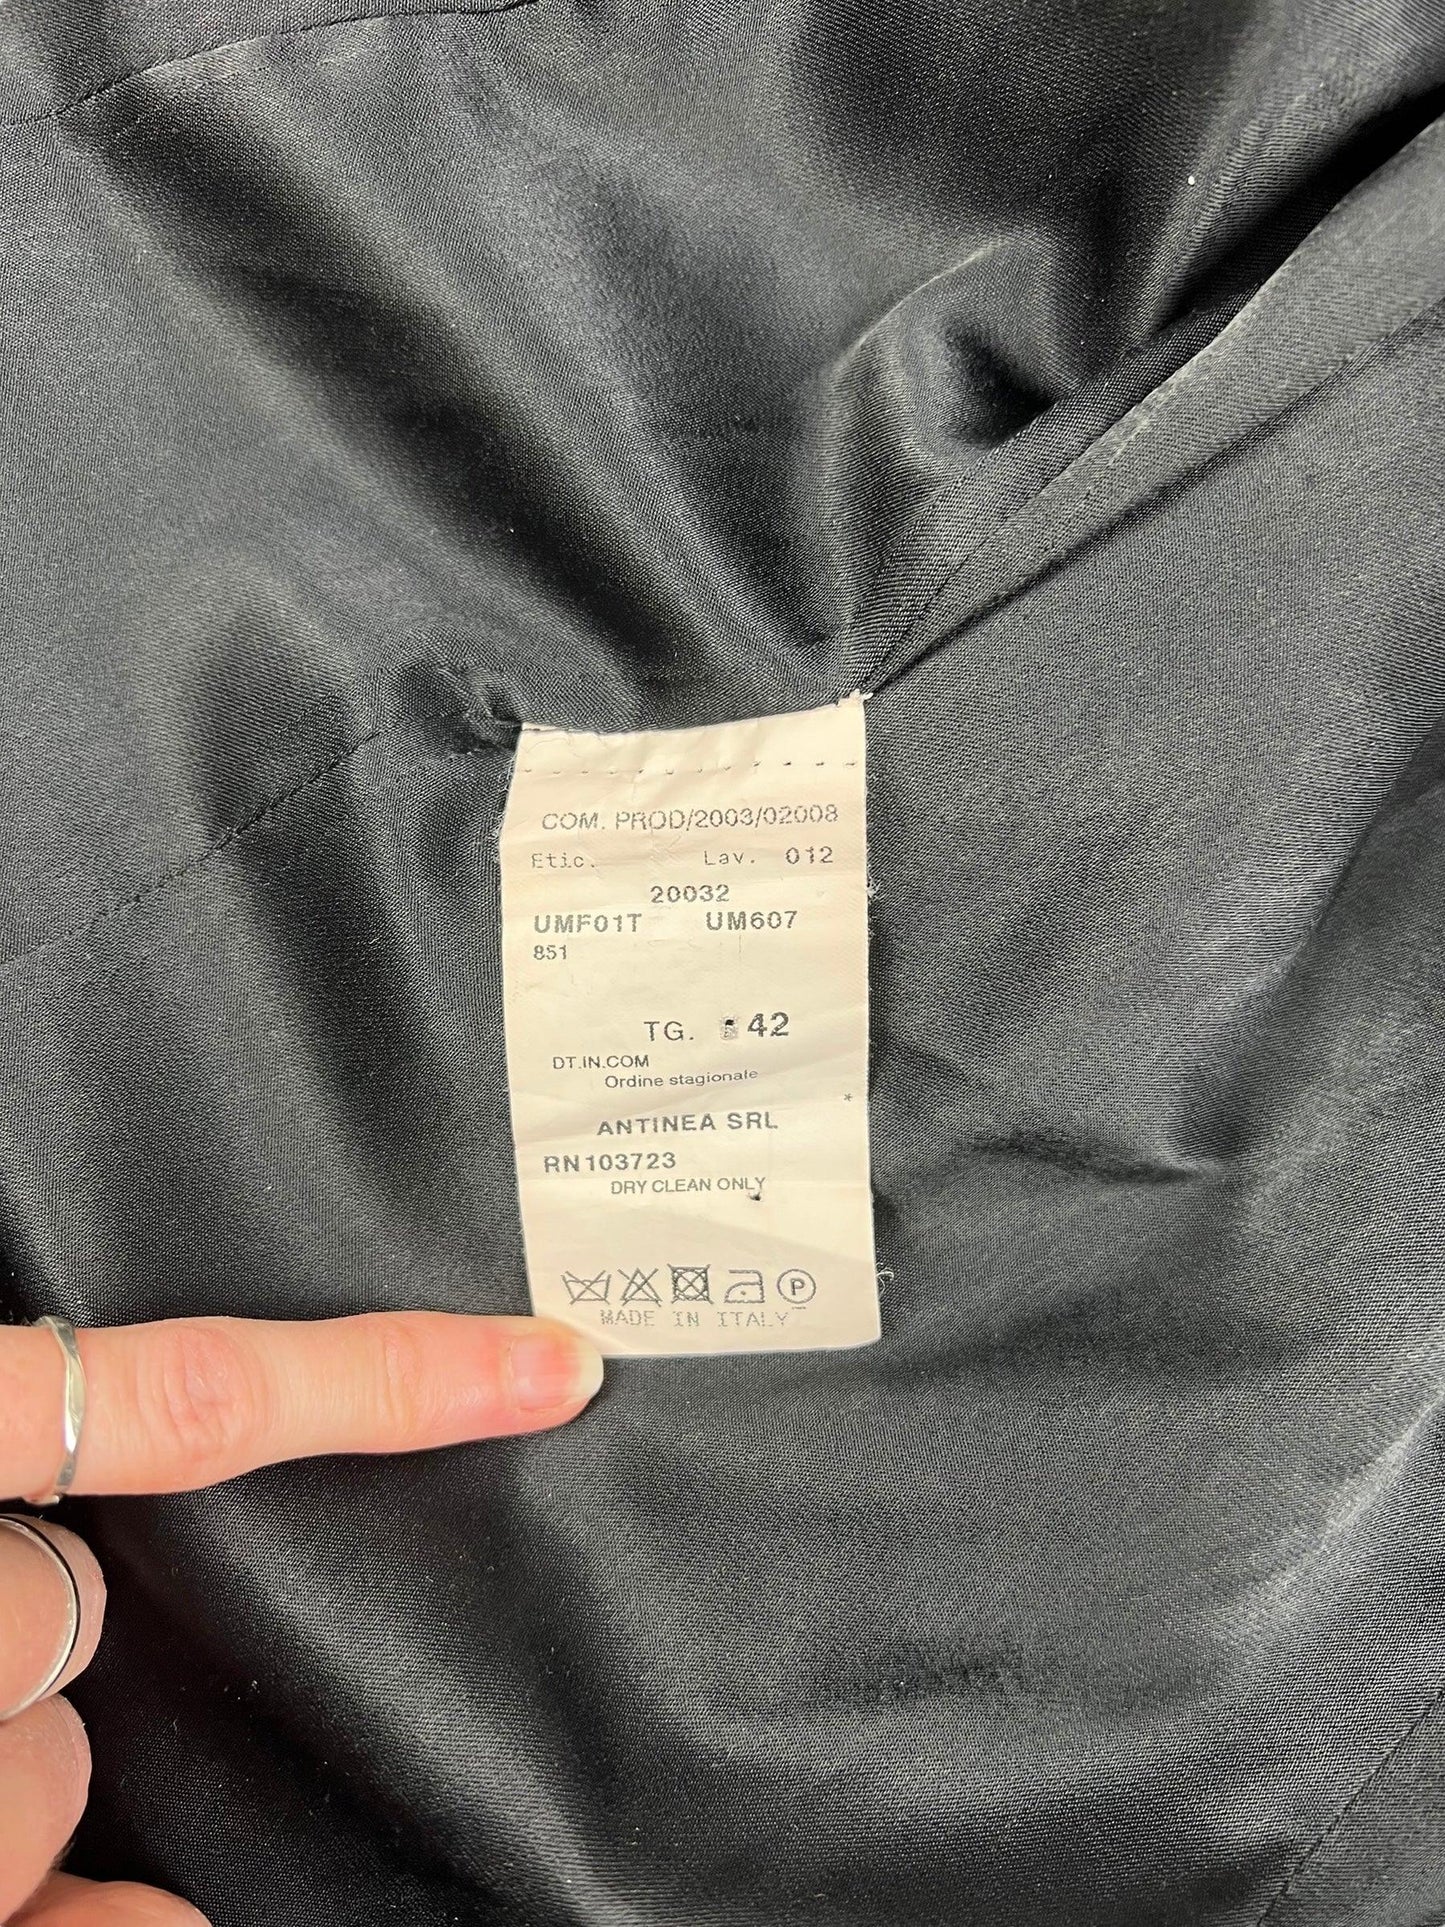 COM. PROD/2003/02008
Etic. Lav. 012
20032
UMF01T UM607
851
TG. 42
DT.IN.COM
Ordine stagionale
*
ANTINEA SRL
RN103723
DRY CLEAN ONLY
P
MADE IN ITALY